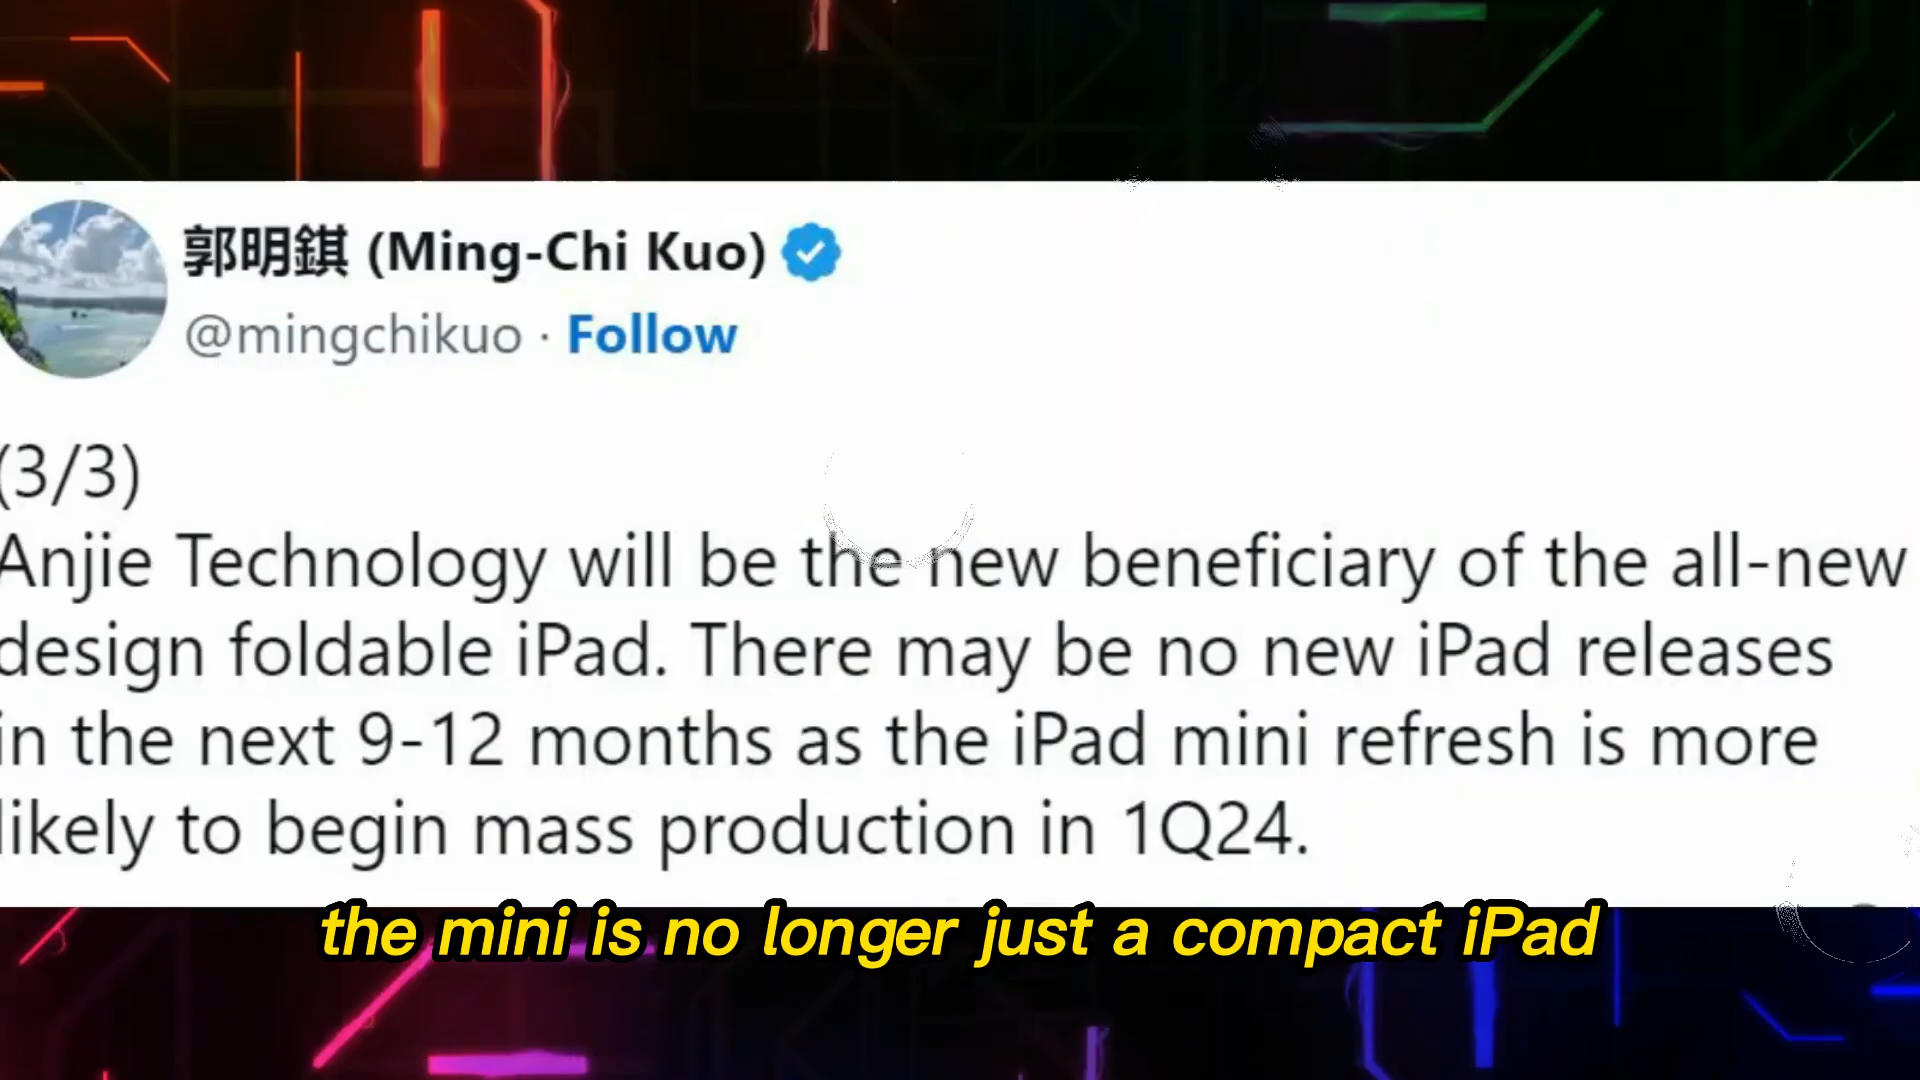 郭明錤 (Ming-Chi Kuo)
@mingchikuo · Follow
(3/3)
Anjie Technology will be the new beneficiary of the all-new
design foldable iPad. There may be no new iPad releases
in the next 9-12 months as the iPad mini refresh is more
likely to begin mass production in 1Q24.
the mini is no longer just a compact iPad